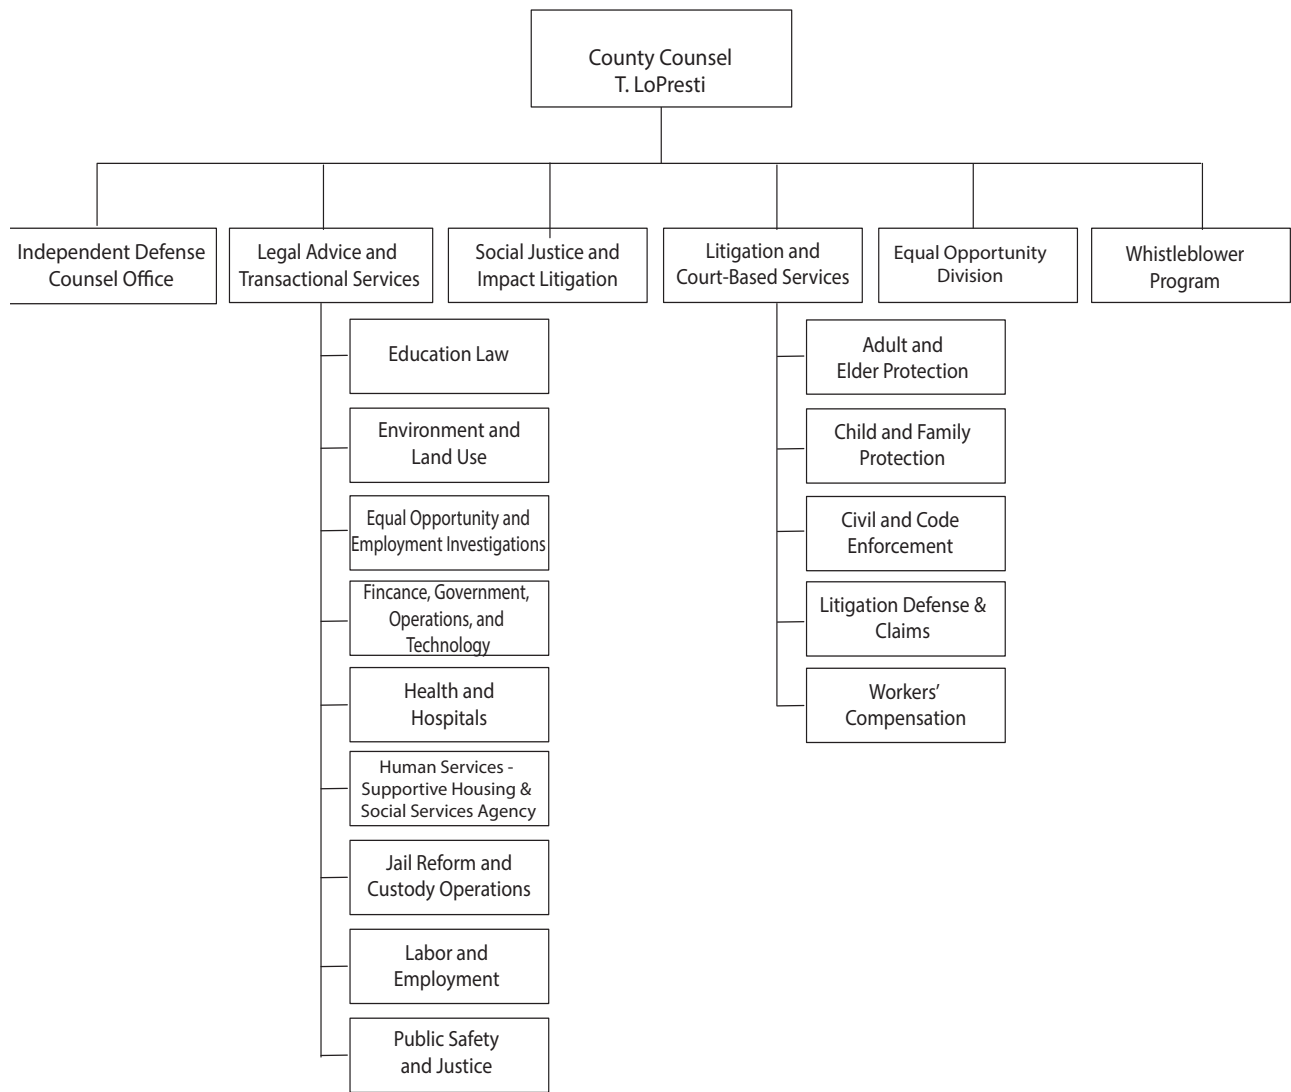 County Counsel
T. LoPresti
Independent Defense
Counsel Office
Legal Advice and
Transactional Services
Social Justice and
Impact Litigation
Litigation and
Court-Based Services
Equal Opportunity
Division
Whistleblower
Program
Education Law
Environment and
Land Use
Equal Opportunity and
Employment Investigations
Fincance, Government,
Operations, and
Technology
Health and
Hospitals
Human Services -
Supportive Housing &
Social Services Agency
Jail Reform and
Custody Operations
Labor and
Employment
Public Safety
and Justice
Adult and
Elder Protection
Child and Family
Protection
Civil and Code
Enforcement
Litigation Defense &
Claims
Workers’
Compensation